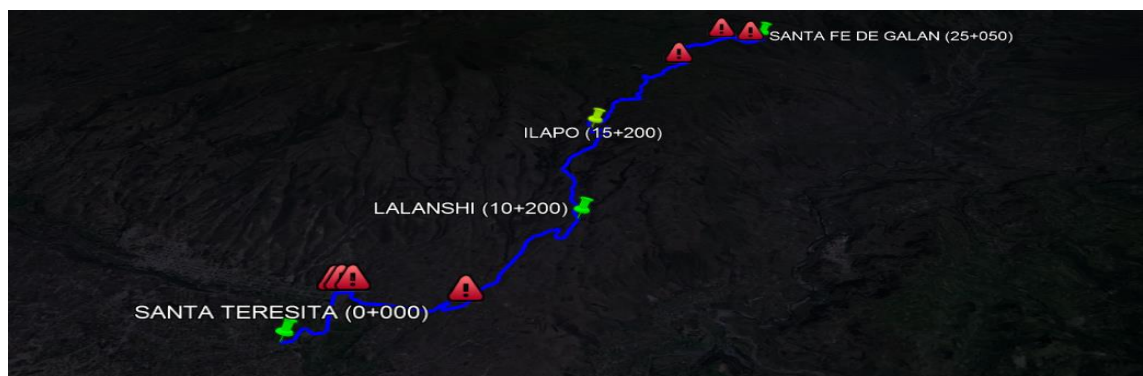 SANTA FE DE GALAN (25+050)
ILAPO (15+200)
LALANSHI (10+200)
SANTA TERESITA (0+000)